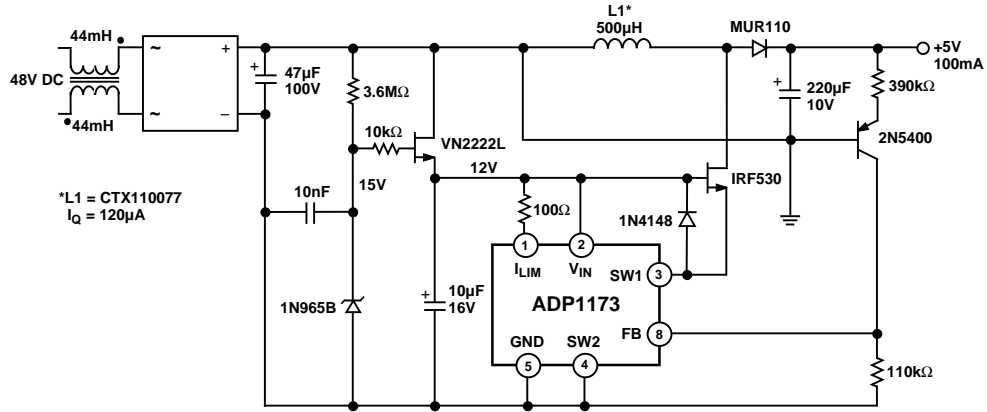 44mH
48V DC
44mH
~
~
+
–
+
47µF
100V
3.6MΩ
10kΩ
VN2222L
10nF
15V
1N965B
*L1 = CTX110077
IQ = 120µA
L1*
500µH
MUR110
+5V
100mA
+
220µF
10V
390kΩ
2N5400
12V
IRF530
100Ω
1N4148
+
10µF
16V
1
2
ILIM
VIN
SW1
3
ADP1173
FB
8
GND
SW2
5
4
110kΩ